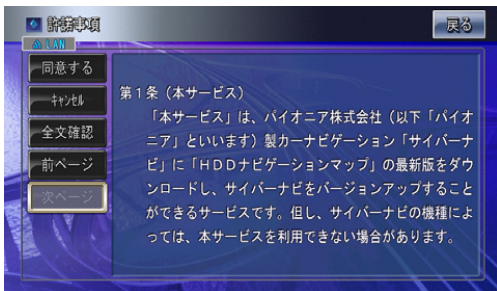 許諾事項
戻る
LAN
同意する
キャンセル
全文確認
前ページ
次ページ
第1条（本サービス）
「本サービス」は、パイオニア株式会社（以下「パイオ
ニア」といいます）製カーナビゲーション「サイバーナ
ビ」に「HDDナビゲーションマップ」の最新版をダウ
ンロードし、サイバーナビをバージョンアップすること
ができるサービスです。但し、サイバーナビの機種によ
っては、本サービスを利用できない場合があります。